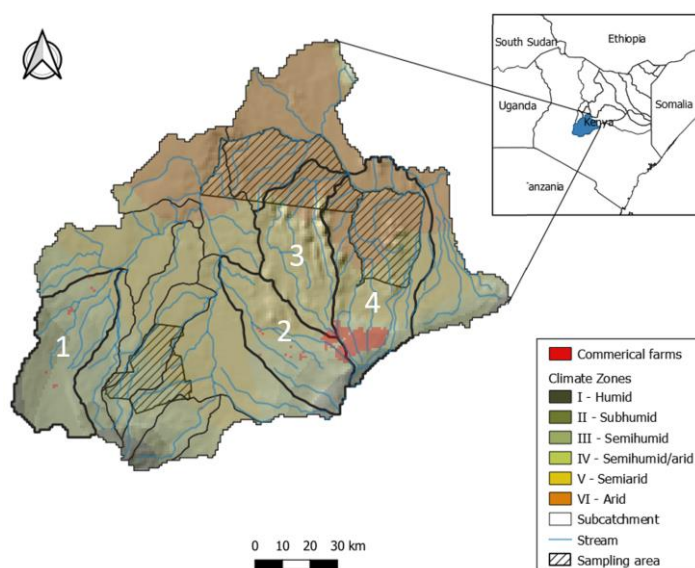 South Sudan
Ethiopia
Uganda
Kenya
Somalia
'anzania
1
2
3
4
Commerical farms
Climate Zones
I - Humid
II - Subhumid
III - Semihumid
IV - Semihumid/arid
V - Semiarid
VI - Arid
Subcatchment
Stream
Sampling area
0 10 20 30 km